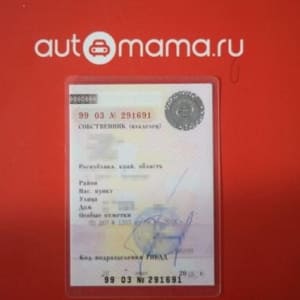 automama.ru
99 03 № 291691
СОБСТВЕННИК (владелец)
Республика, край, область
Район
Нас. пункт
Улица
Дом
Особые отметки
Код подразделения ГИБДД
99 03 № 291691